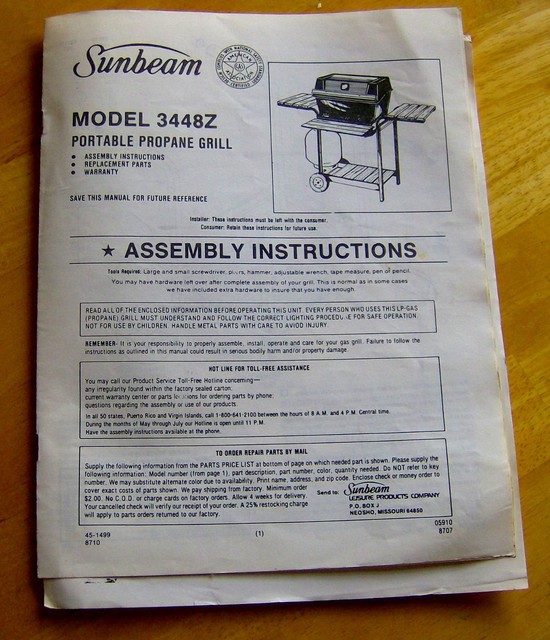 Sunbeam
AMERICAN
ASSOCIATION
MODEL 3448Z
PORTABLE PROPANE GRILL
• ASSEMBLY INSTRUCTIONS
• REPLACEMENT PARTS
• WARRANTY
SAVE THIS MANUAL FOR FUTURE REFERENCE
Installer: These instructions must be left with the consumer.
Consumer: Retain these instructions for future use.
★ ASSEMBLY INSTRUCTIONS
Tools Required: Large and small screwdriver, pliers, hammer, adjustable wrench, tape measure, pen or pencil.
You may have hardware left over after complete assembly of your grill. This is normal as in some cases
we have included extra hardware to insure that you have enough.
READ ALL OF THE ENCLOSED INFORMATION BEFORE OPERATING THIS UNIT. EVERY PERSON WHO USES THIS LP-GAS
(PROPANE) GRILL MUST UNDERSTAND AND FOLLOW THE CORRECT LIGHTING PROCEDURE FOR SAFE OPERATION
NOT FOR USE BY CHILDREN. HANDLE METAL PARTS WITH CARE TO AVIOD INJURY.
REMEMBER- It is your responsibility to properly assemble, install, operate and care for your gas grill. Failure to follow the
instructions as outlined in this manual could result in serious bodily harm and/or property damage.
HOT LINE FOR TOLL-FREE ASSISTANCE
You may call our Product Service Toll-Free Hotline concerning—
any irregularity found within the factory sealed carton.
current warranty center or parts locations for ordering parts by phone.
questions regarding the assembly or use of our products.
In all 50 states, Puerto Rico and Virgin Islands, call 1-800-641-2100 between the hours of 8 A.M. and 4 P.M. Central time.
During the months of May through July our Hotline is open until 11 P.M.
Have the assembly instructions available at the phone.
TO ORDER REPAIR PARTS BY MAIL
Supply the following information from the PARTS PRICE LIST at bottom of page on which needed part is shown. Please supply the
following information: Model number (from page 1), part description, part number, color, quantity needed. Do NOT refer to key
number. We may substitute alternate color due to availability. Print name, address, and zip code. Enclose check or money order to
cover exact costs of parts shown. We pay shipping from factory. Minimum order
$2.00. No C.O.D. or charge cards on factory orders. Allow 4 weeks for delivery.
Your cancelled check will verify our receipt of your order. A 25% restocking charge
will apply to parts orders returned to our factory.
Send to: Sunbeam
LEISURE PRODUCTS COMPANY
P.O. BOX J
NEOSHO, MISSOURI 64850
45-1499
8710
(1)
05910
8707